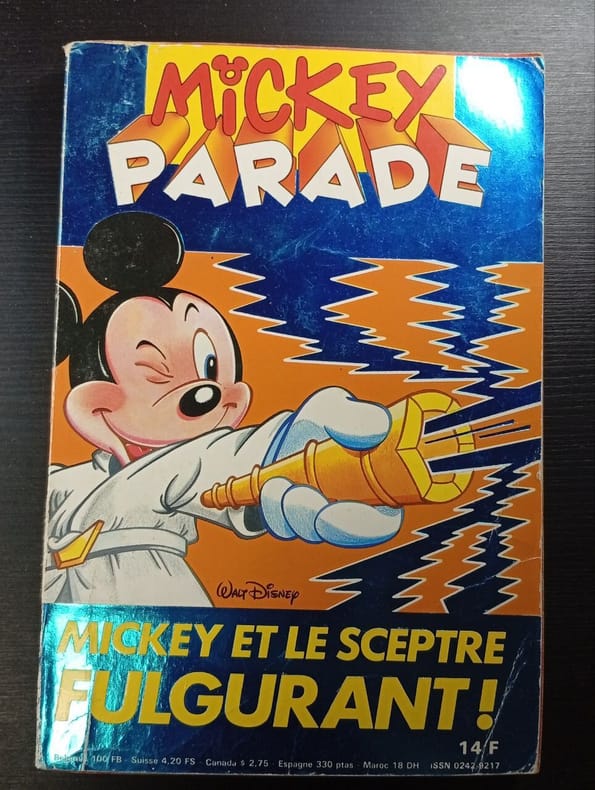 MiCKEY
PARADE
WALT DISNEY
MICKEY ET LE SCEPTRE
FULGURANT!
14 F
100 FB - Suisse 4,20 FS - Canada $ 2,75 - Espagne 330 ptas - Maroc 18 DH ISSN 0242-9217